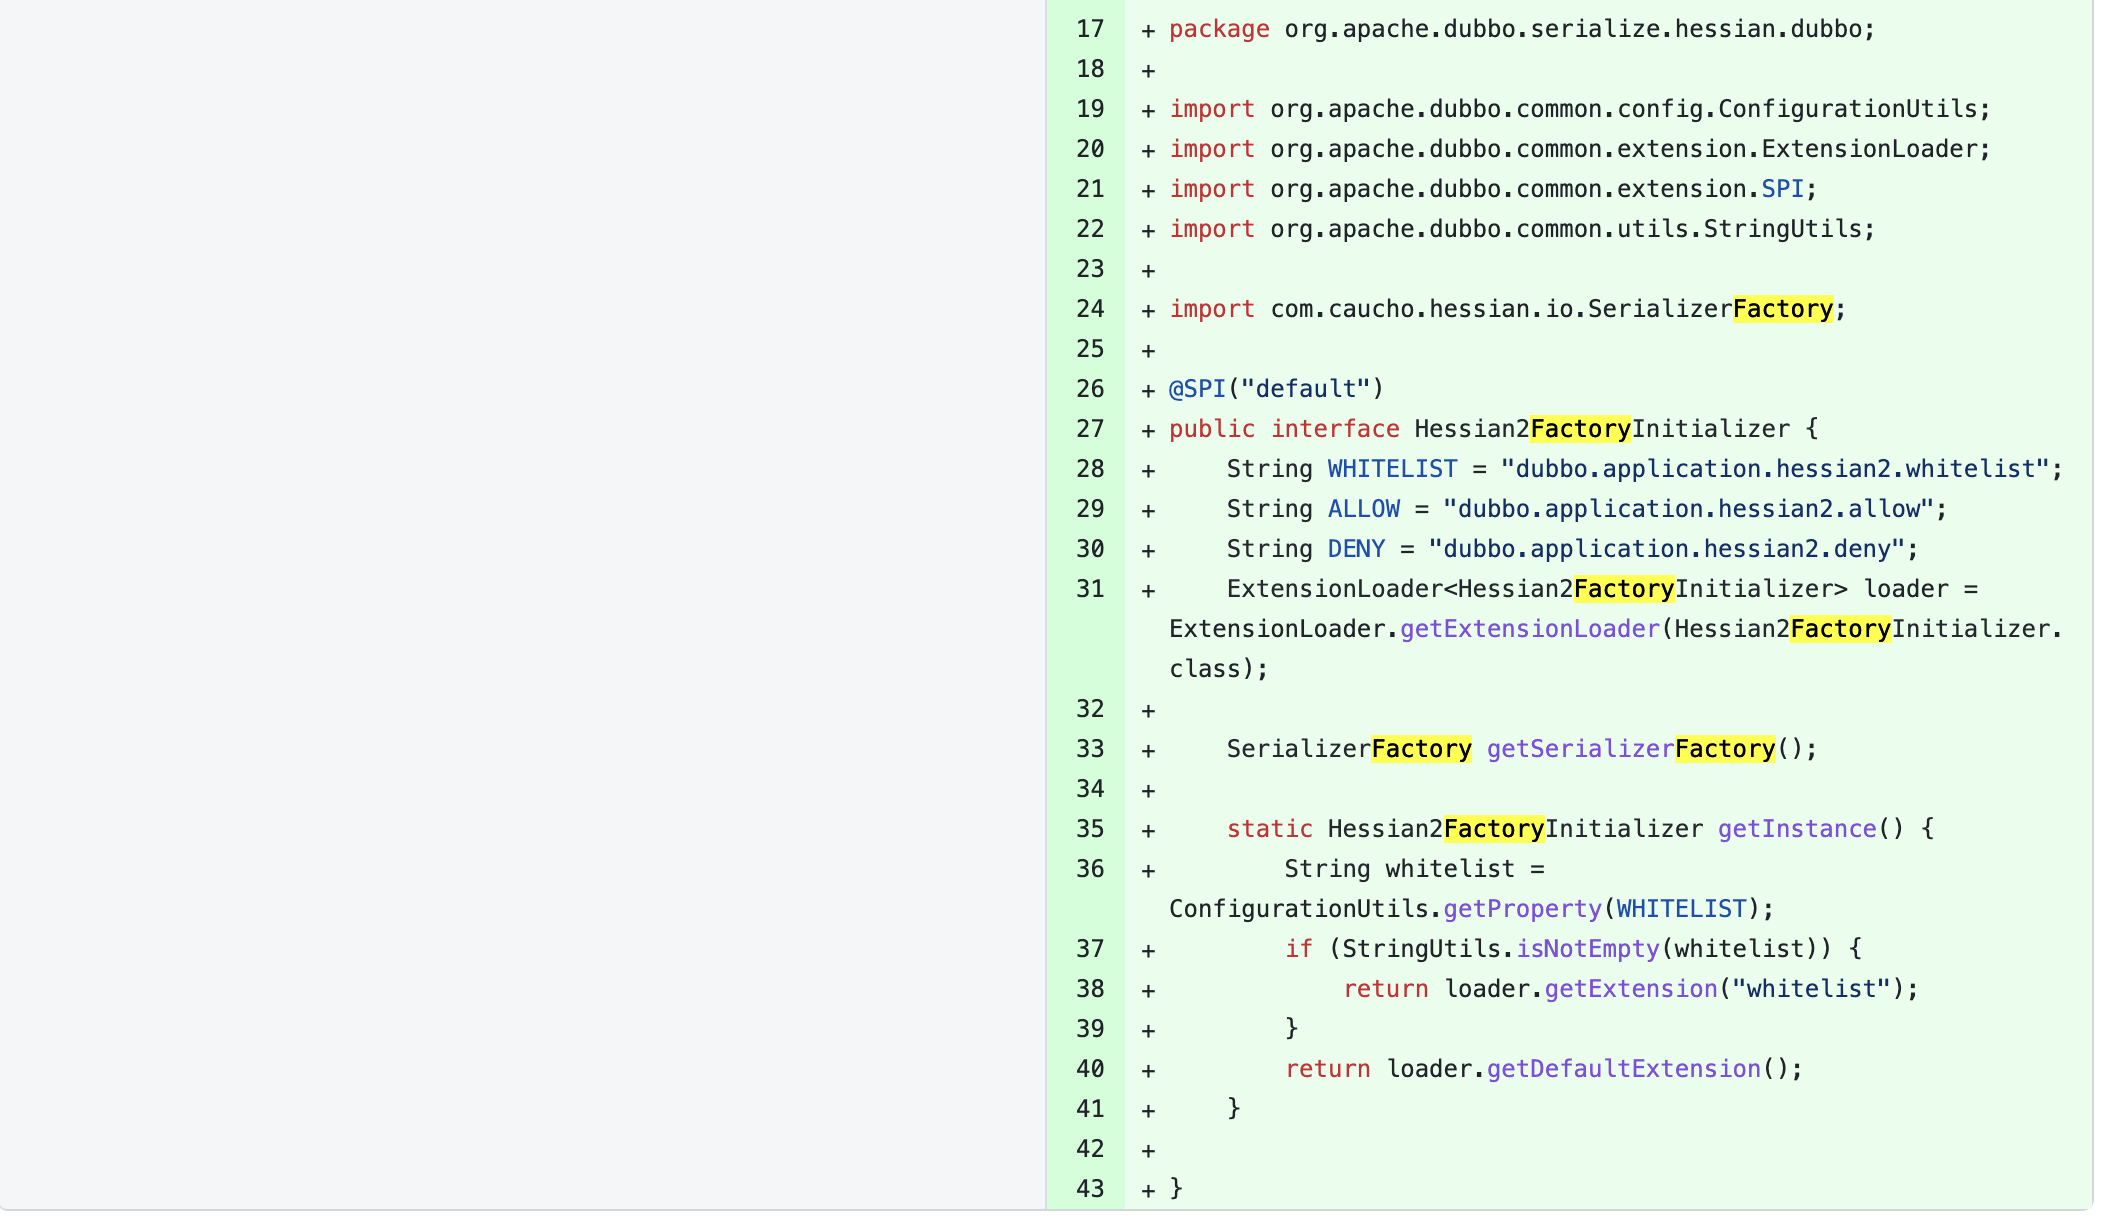 17 + package org.apache.dubbo.serialize.hessian.dubbo;
18 +
19 + import org.apache.dubbo.common.config.ConfigurationUtils;
20 + import org.apache.dubbo.common.extension.ExtensionLoader;
21 + import org.apache.dubbo.common.extension.SPI;
22 + import org.apache.dubbo.common.utils.StringUtils;
23 +
24 + import com.caucho.hessian.io.SerializerFactory;
25 +
26 + @SPI("default")
27 + public interface Hessian2FactoryInitializer {
28 +     String WHITELIST = "dubbo.application.hessian2.whitelist";
29 +     String ALLOW = "dubbo.application.hessian2.allow";
30 +     String DENY = "dubbo.application.hessian2.deny";
31 +     ExtensionLoader<Hessian2FactoryInitializer> loader =
ExtensionLoader.getExtensionLoader(Hessian2FactoryInitializer.
class);
32 +
33 +     SerializerFactory getSerializerFactory();
34 +
35 +     static Hessian2FactoryInitializer getInstance() {
36 +         String whitelist =
ConfigurationUtils.getProperty(WHITELIST);
37 +         if (StringUtils.isNotEmpty(whitelist)) {
38 +             return loader.getExtension("whitelist");
39 +         }
40 +         return loader.getDefaultExtension();
41 +     }
42 +
43 + }